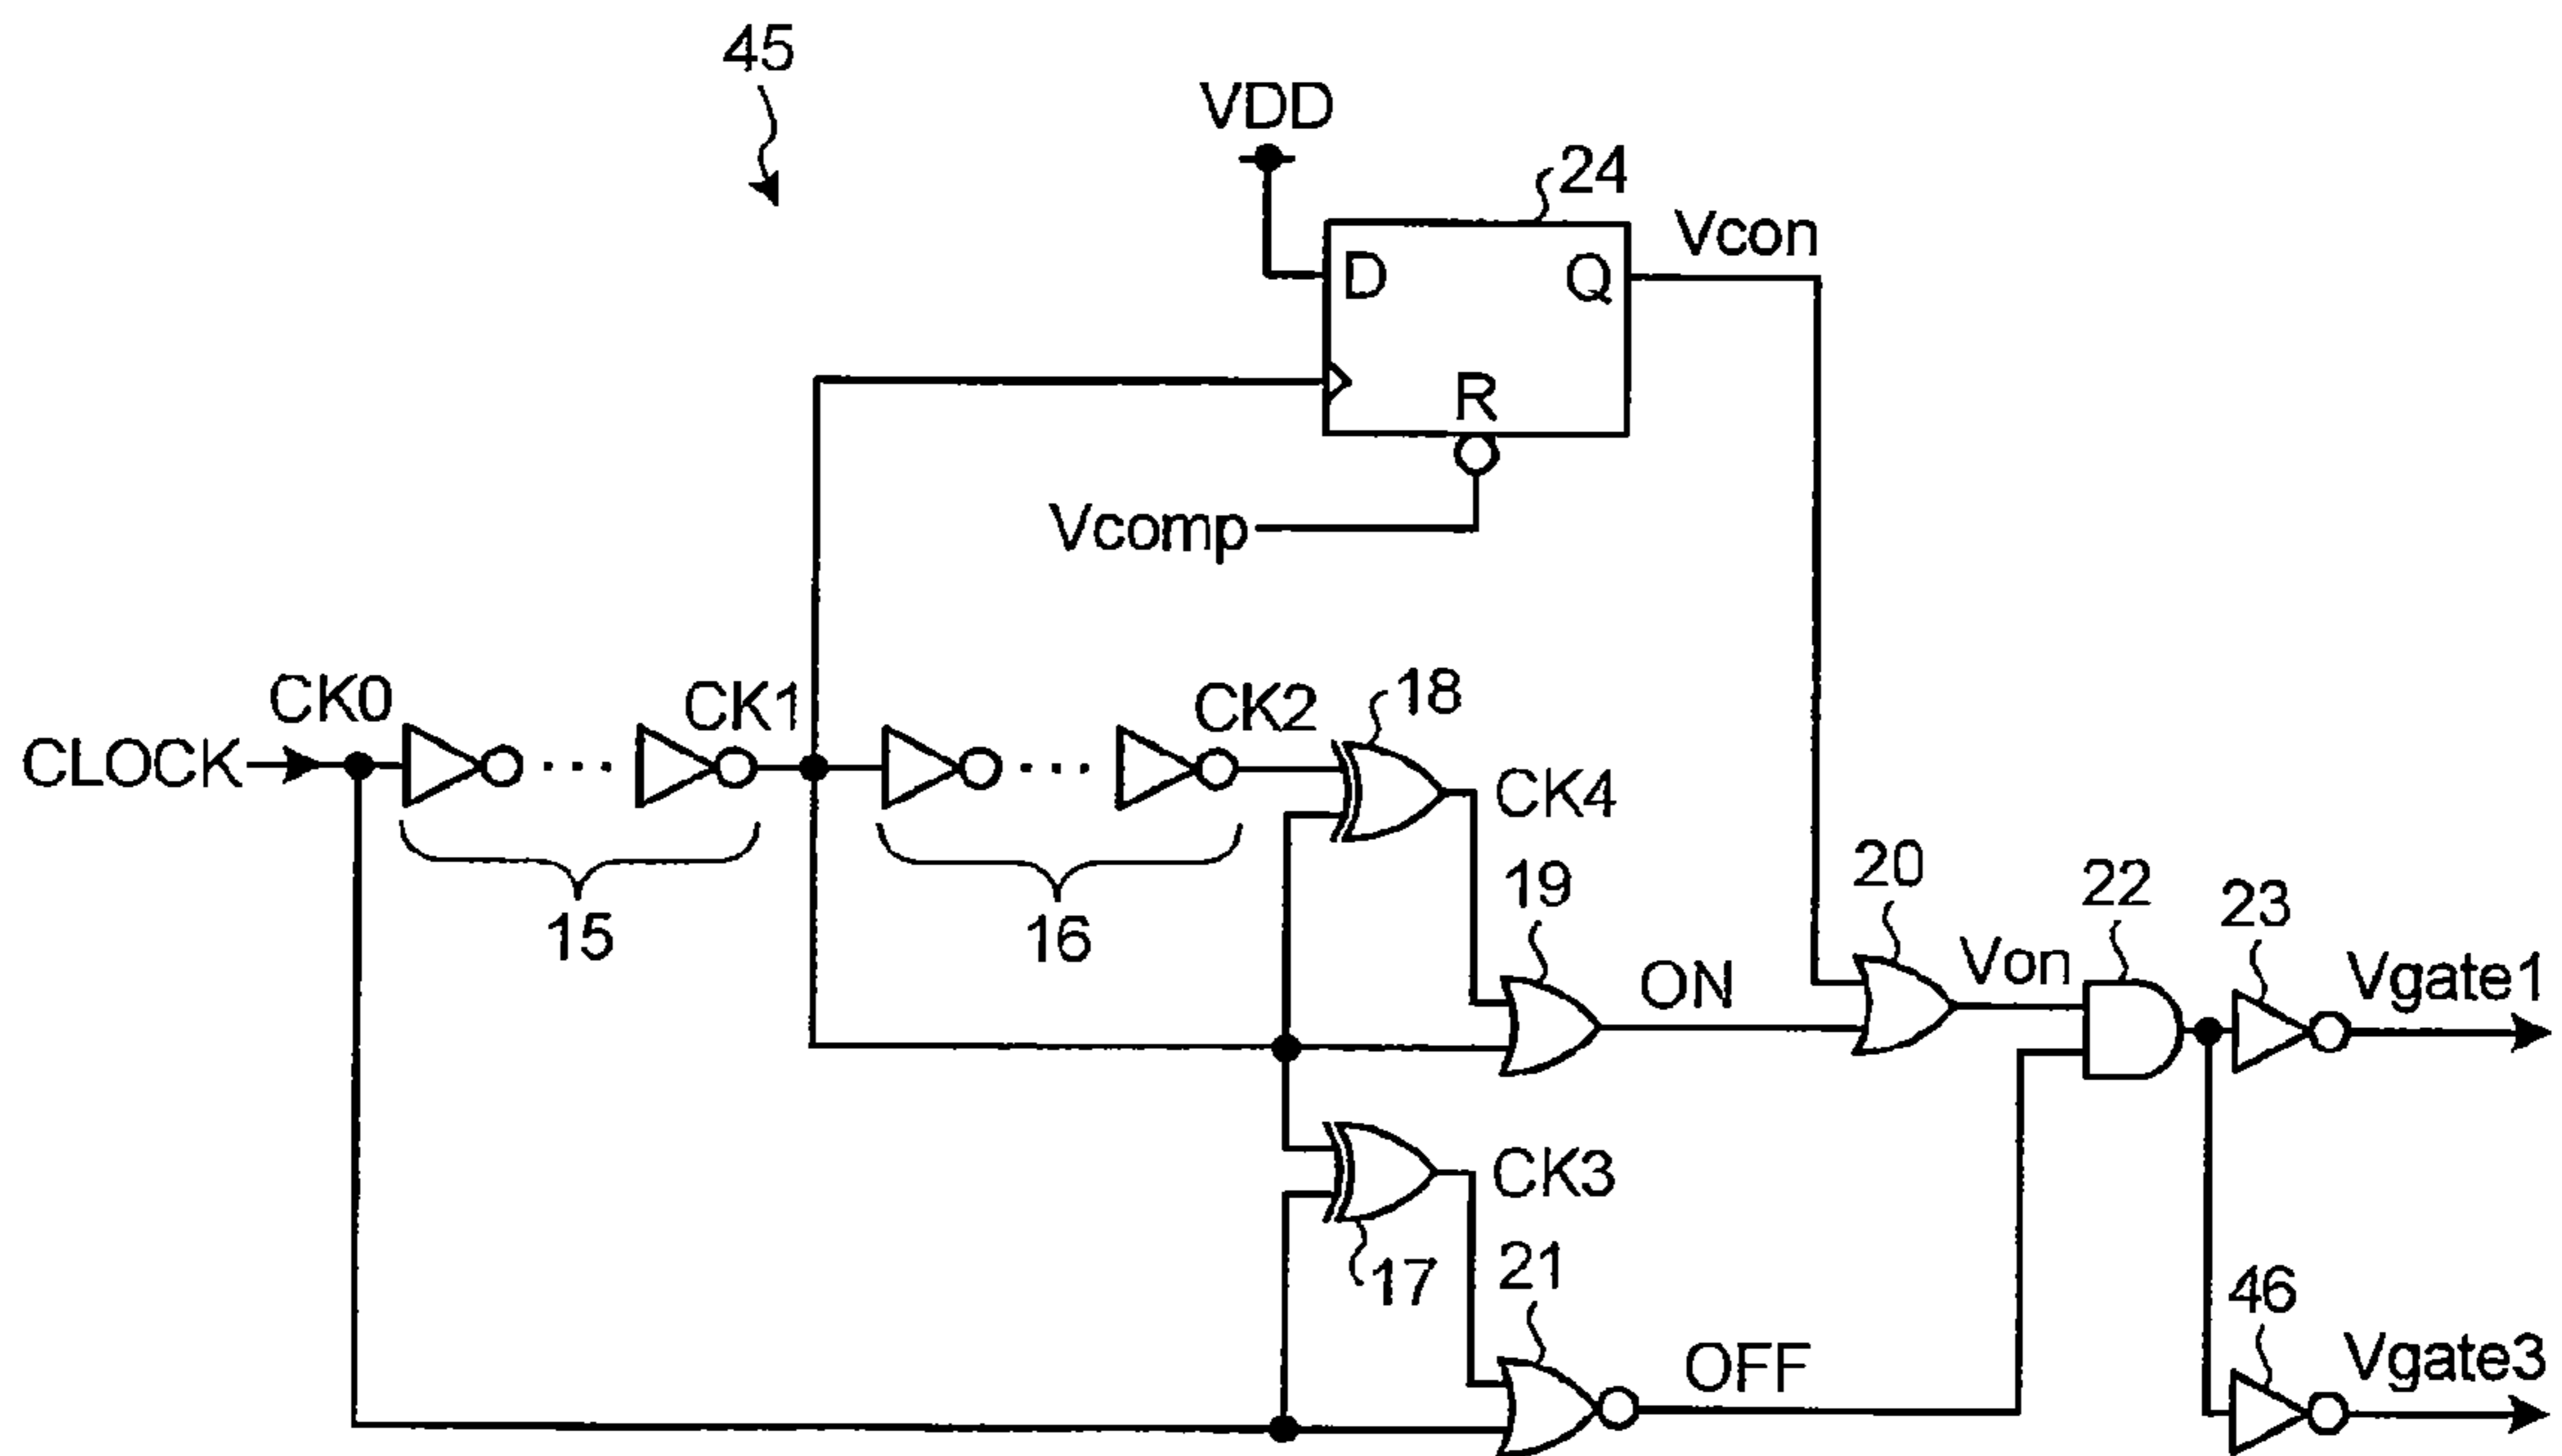 45
VDD
24
Vcon
D
Q
R
Vcomp
18
CK0
CK1
CK2
CLOCK
CK4
15
16
19
20
22
23
ON
Von
Vgate1
CK3
17
21
46
OFF
Vgate3